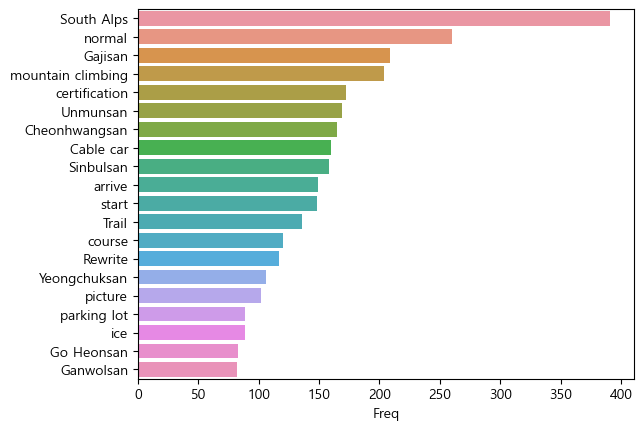 South Alps
normal
Gajisan
mountain climbing
certification
Unmunsan
Cheonhwangsan
Cable car
Sinbulsan
arrive
start
Trail
course
Rewrite
Yeongchuksan
picture
parking lot
ice
Go Heonsan
Ganwolsan
0 50 100 150 200 250 300 350 400
Freq